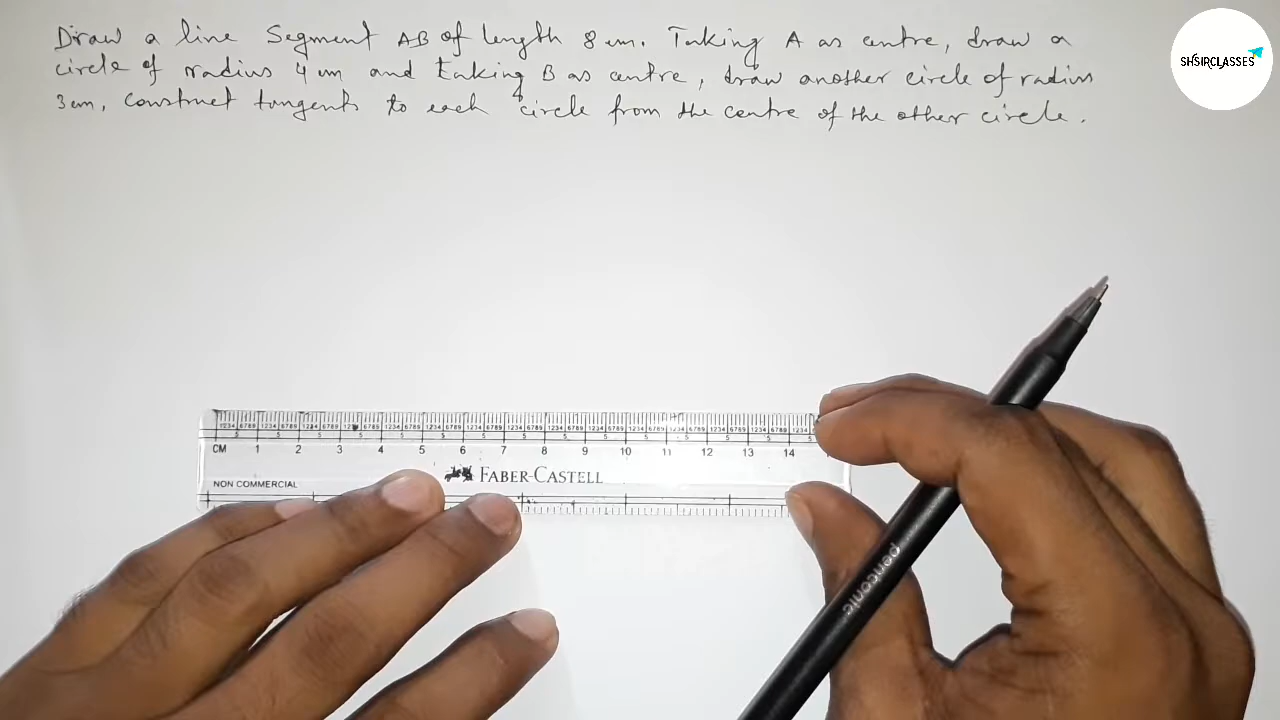 Draw a line Segment AB of length 8 cm. Taking A as centre, draw a
circle of radius 4 cm and taking B as centre, draw another circle of radius
3 cm, Construct tangents to each circle from the centre of the other circle.
SHSIRCLASSES
CM 1 2 3 4 5 6 7 8 9 10 11 12 13 14
FABER-CASTELL
NON COMMERCIAL
pencenic